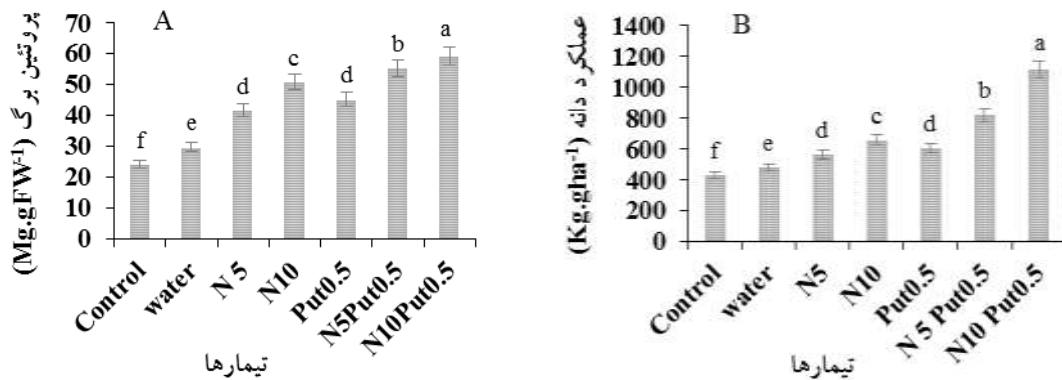 A
پروتئین برگ (Mg.gFW⁻¹)
70
60
50
40
30
20
10
0
f
e
d
c
d
b
a
Control
water
N 5
N10
Put0.5
N5Put0.5
N10Put0.5
تیمارها
B
عملکرد دانه (Kg.gha⁻¹)
1400
1200
1000
800
600
400
200
0
f
e
d
c
d
b
a
Control
water
N5
N10
Put0.5
N 5 Put0.5
N10 Put0.5
تیمارها